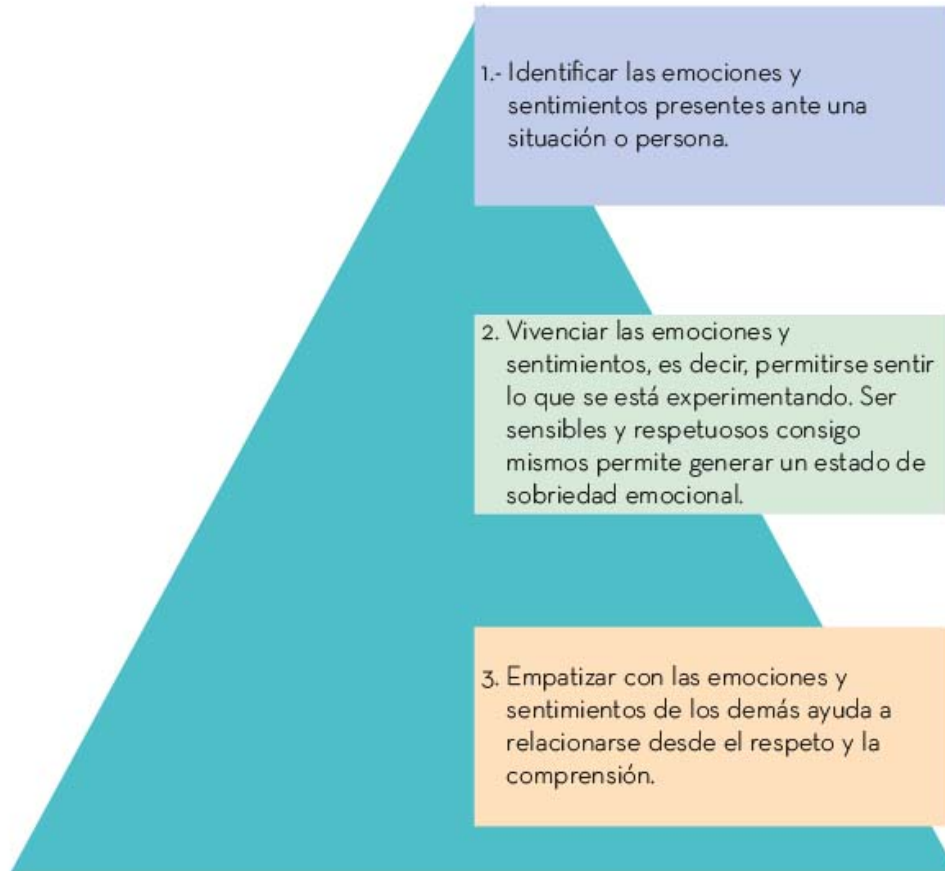 1.- Identificar las emociones y
sentimientos presentes ante una
situación o persona.
2. Vivenciar las emociones y
sentimientos, es decir, permitirse sentir
lo que se está experimentando. Ser
sensibles y respetuosos consigo
mismos permite generar un estado de
sobriedad emocional.
3. Empatizar con las emociones y
sentimientos de los demás ayuda a
relacionarse desde el respeto y la
comprensión.